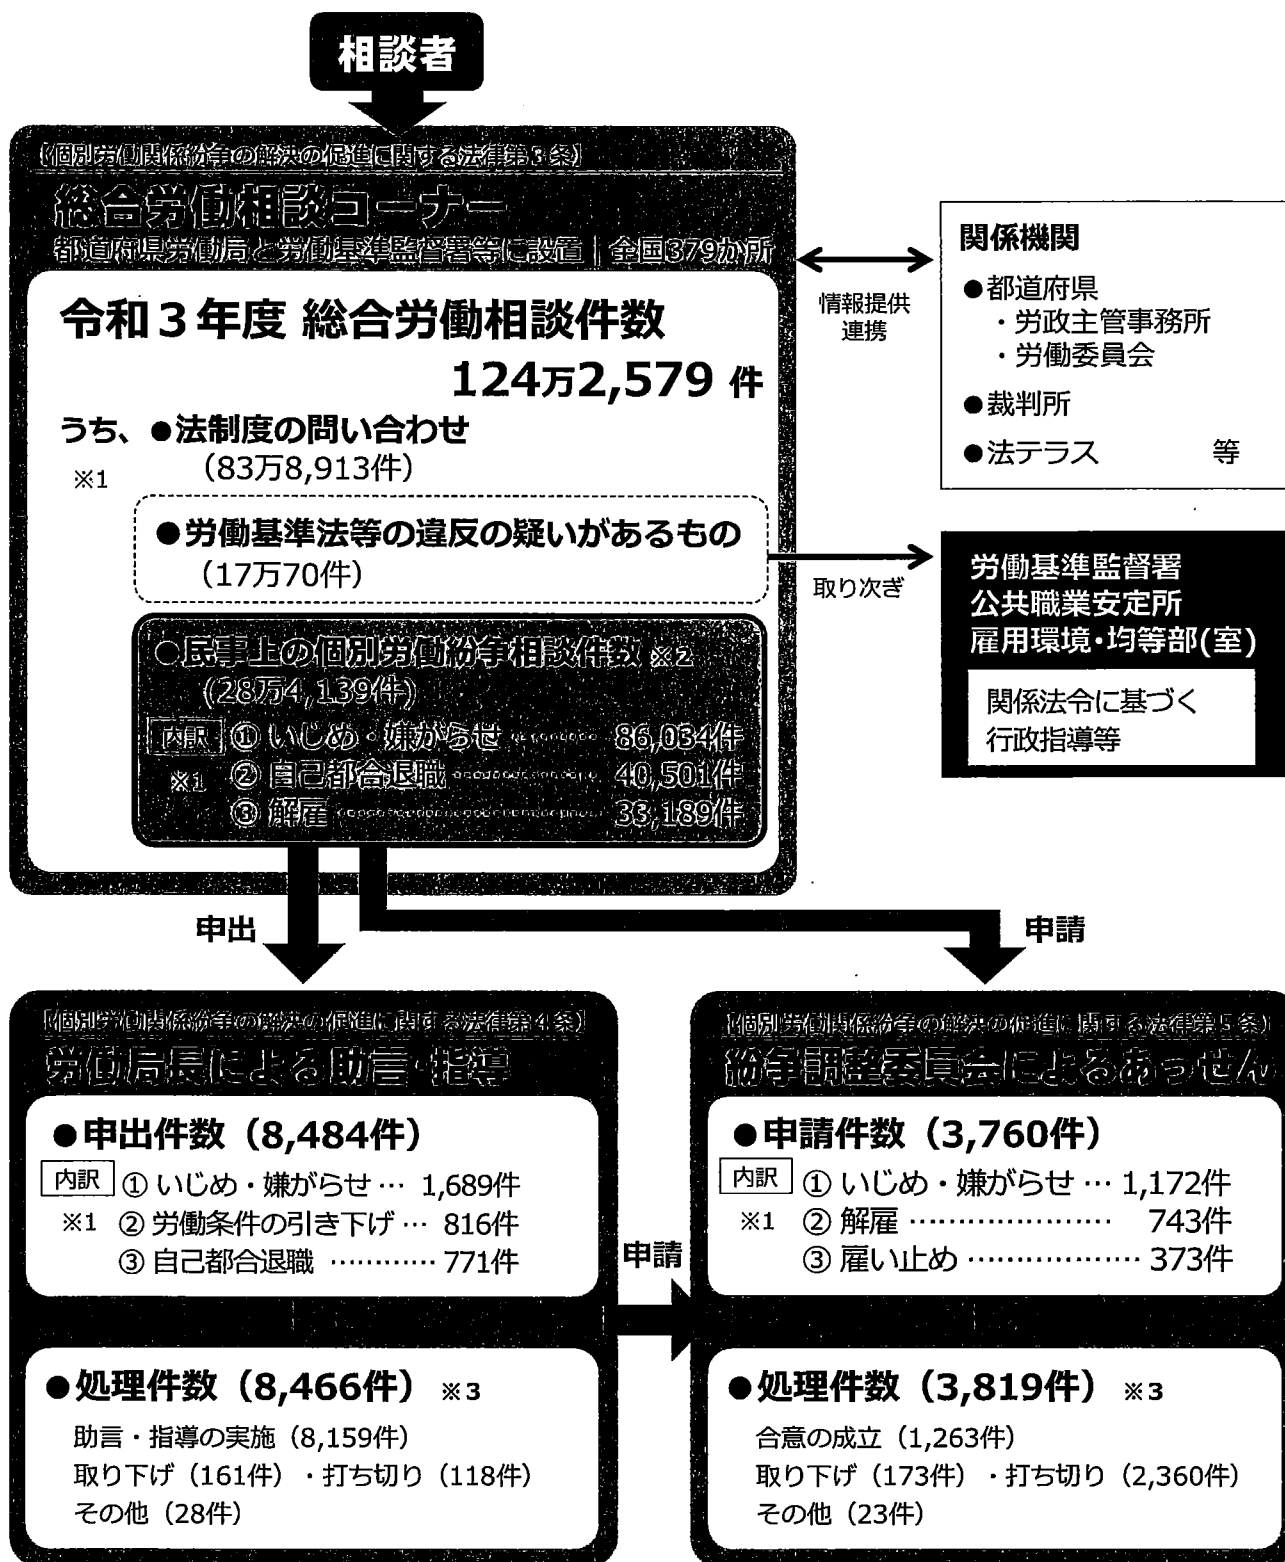 相談者
【個別労働関係紛争の解決の促進に関する法律第3条】
総合労働相談コーナー
都道府県労働局と労働基準監督署等に設置｜全国379か所
令和３年度 総合労働相談件数
124万2,579 件
うち、●法制度の問い合わせ
※1 （83万8,913件）
●労働基準法等の違反の疑いがあるもの
（17万70件）
●民事上の個別労働紛争相談件数 ※2
（28万4,139件）
内訳 ① いじめ・嫌がらせ ……… 86,034件
※1 ② 自己都合退職 ……………… 40,501件
③ 解雇 ……………………………… 33,189件
情報提供
連携
関係機関
●都道府県
・労政主管事務所
・労働委員会
●裁判所
●法テラス 等
取り次ぎ
労働基準監督署
公共職業安定所
雇用環境・均等部(室)
関係法令に基づく
行政指導等
申出
申請
【個別労働関係紛争の解決の促進に関する法律第4条】
労働局長による助言・指導
●申出件数（8,484件）
内訳 ① いじめ・嫌がらせ … 1,689件
※1 ② 労働条件の引き下げ … 816件
③ 自己都合退職 ………… 771件
●処理件数（8,466件）※3
助言・指導の実施（8,159件）
取り下げ（161件）・打ち切り（118件）
その他（28件）
申請
【個別労働関係紛争の解決の促進に関する法律第5条】
紛争調整委員会によるあっせん
●申請件数（3,760件）
内訳 ① いじめ・嫌がらせ … 1,172件
※1 ② 解雇 ………………… 743件
③ 雇い止め ……………… 373件
●処理件数（3,819件）※3
合意の成立（1,263件）
取り下げ（173件）・打ち切り（2,360件）
その他（23件）